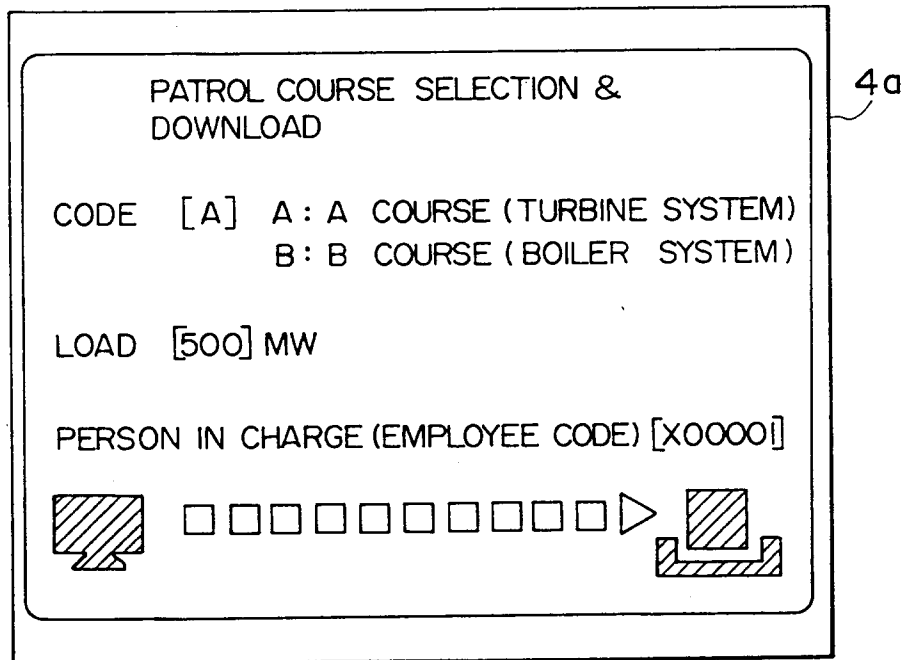 PATROL COURSE SELECTION &
DOWNLOAD
4a
CODE [A] A: A COURSE (TURBINE SYSTEM)
B: B COURSE (BOILER SYSTEM)
LOAD [500] MW
PERSON IN CHARGE (EMPLOYEE CODE) [X00001]